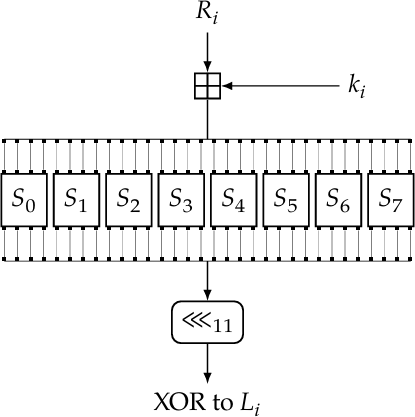 R_i
k_i
S_0 S_1 S_2 S_3 S_4 S_5 S_6 S_7
⋘_11
XOR to L_i